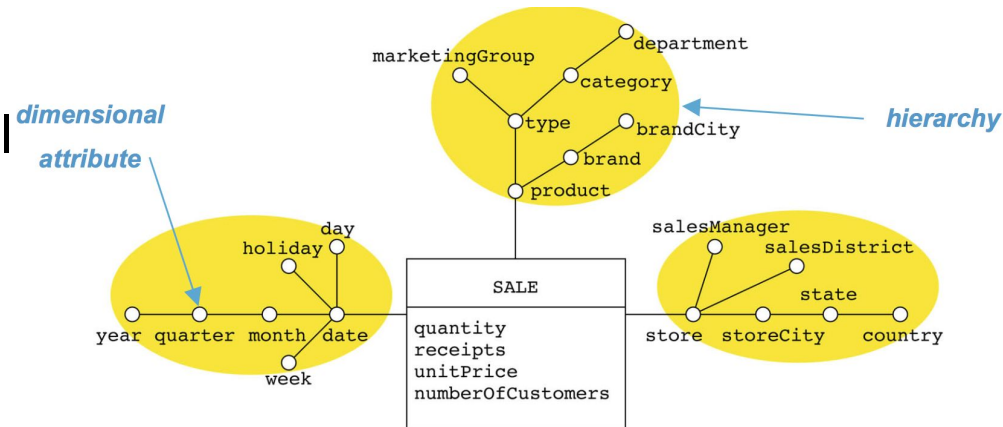 department
marketingGroup
category
dimensional
attribute
hierarchy
type
brandCity
brand
product
day
holiday
salesManager
salesDistrict
SALE
state
year quarter month date
store storeCity country
week
quantity
receipts
unitPrice
numberOfCustomers